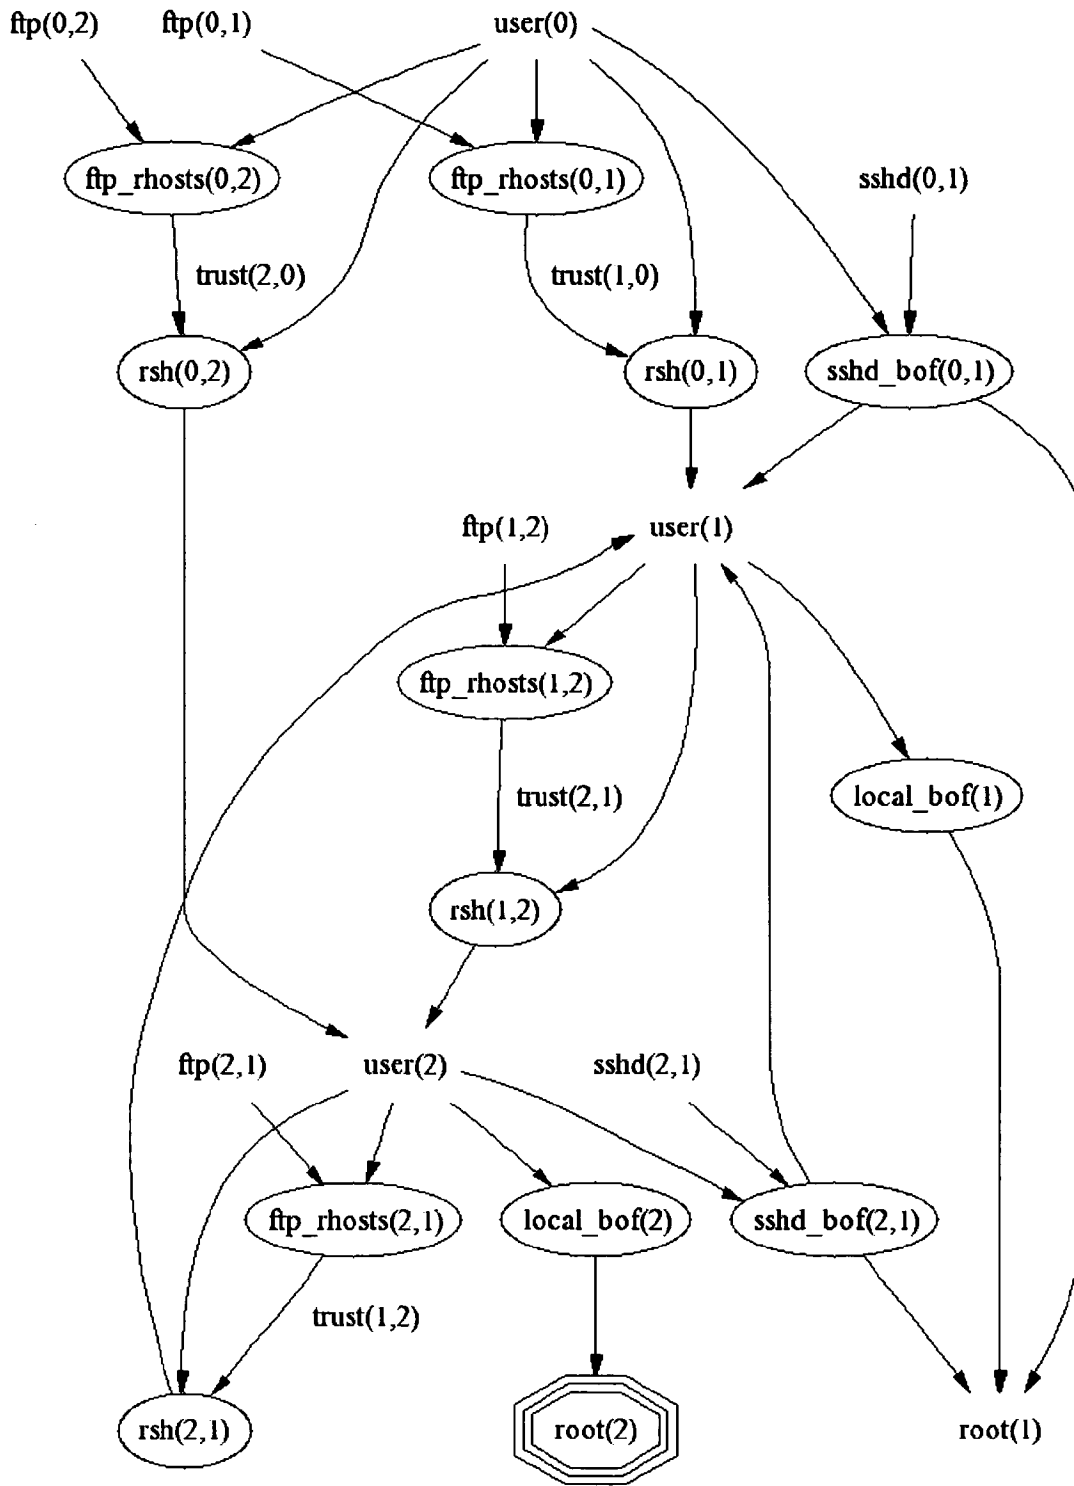 ftp(0,2)
ftp(0,1)
user(0)
ftp_rhosts(0,2)
ftp_rhosts(0,1)
sshd(0,1)
trust(2,0)
trust(1,0)
rsh(0,2)
rsh(0,1)
sshd_bof(0,1)
ftp(1,2)
user(1)
ftp_rhosts(1,2)
trust(2,1)
local_bof(1)
rsh(1,2)
ftp(2,1)
user(2)
sshd(2,1)
ftp_rhosts(2,1)
local_bof(2)
sshd_bof(2,1)
trust(1,2)
rsh(2,1)
root(2)
root(1)